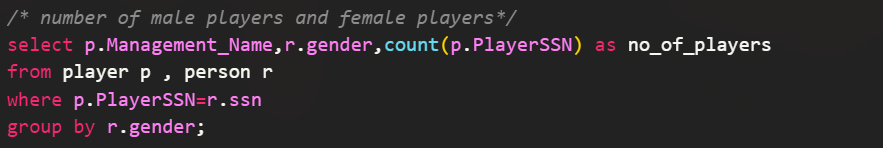 /* number of male players and female players*/
select p.Management_Name,r.gender,count(p.PlayerSSN) as no_of_players
from player p , person r
where p.PlayerSSN=r.ssn
group by r.gender;